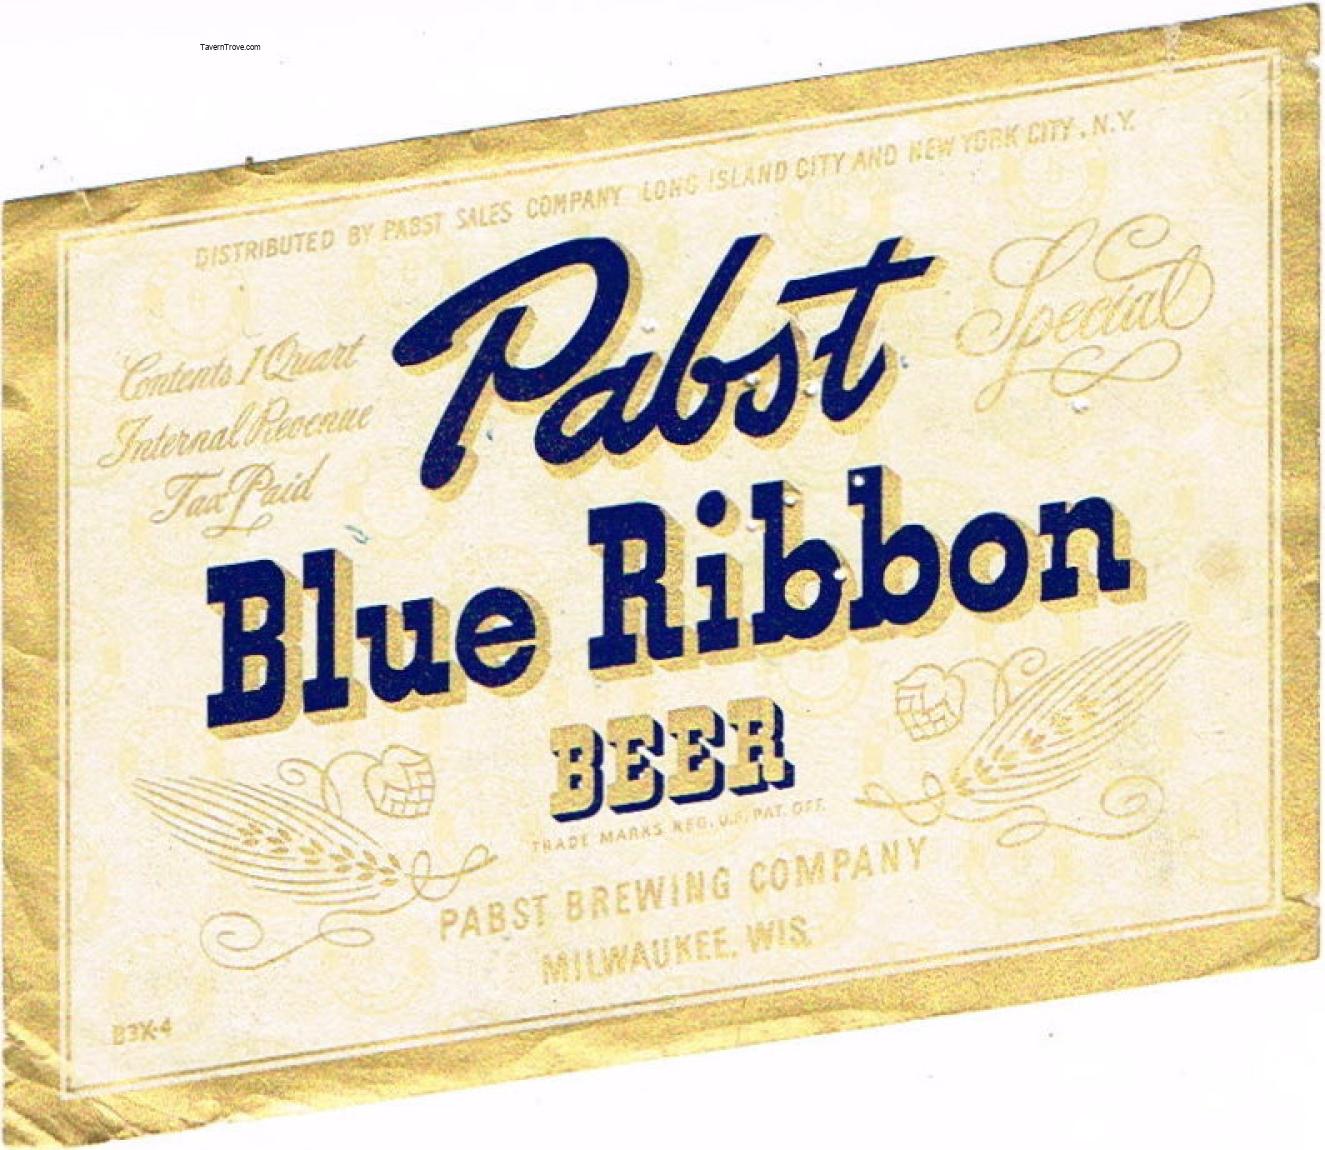 TavernTrove.com
DISTRIBUTED BY PABST SALES COMPANY LONG ISLAND CITY AND NEW YORK CITY, N.Y.
Special
Contents 1 Quart
Internal Revenue
Tax Paid
Pabst
Blue Ribbon
BEER
TRADE MARKS REG. U.S. PAT. OFF.
PABST BREWING COMPANY
MILWAUKEE, WIS.
B3X-4